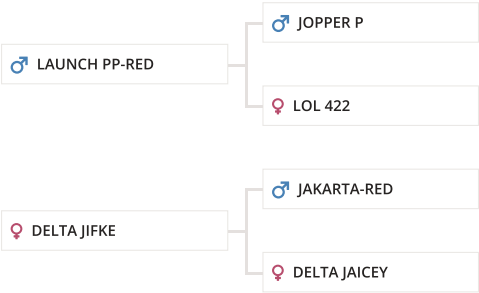 JOPPER P
LAUNCH PP-RED
LOL 422
JAKARTA-RED
DELTA JIFKE
DELTA JAICEY